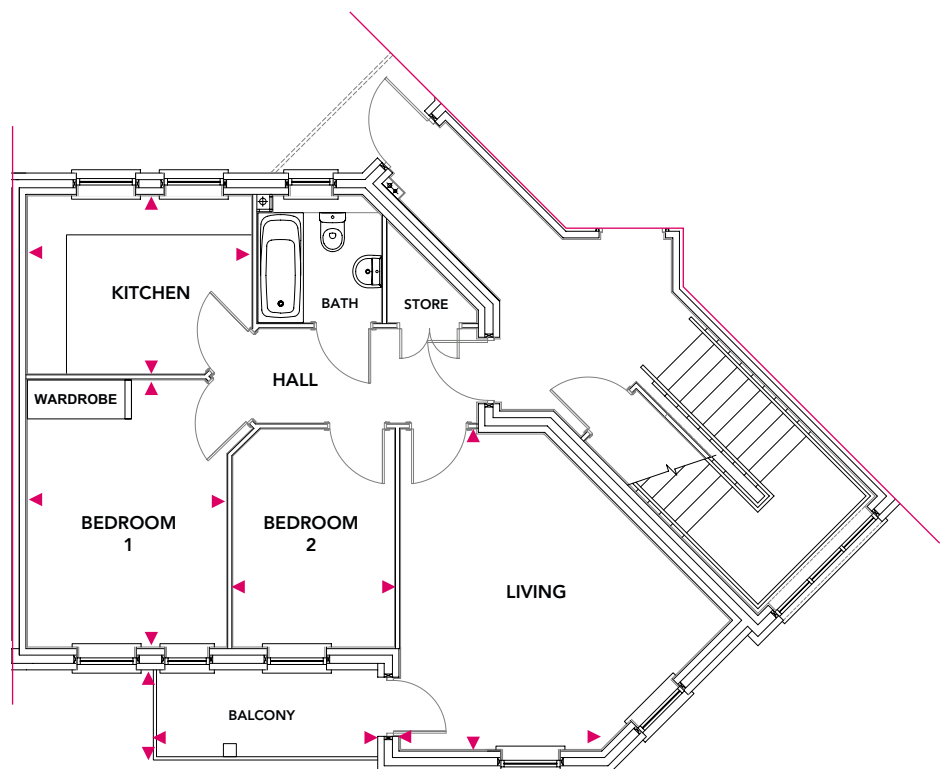 KITCHEN
BATH
STORE
HALL
WARDROBE
BEDROOM
1
BEDROOM
2
LIVING
BALCONY